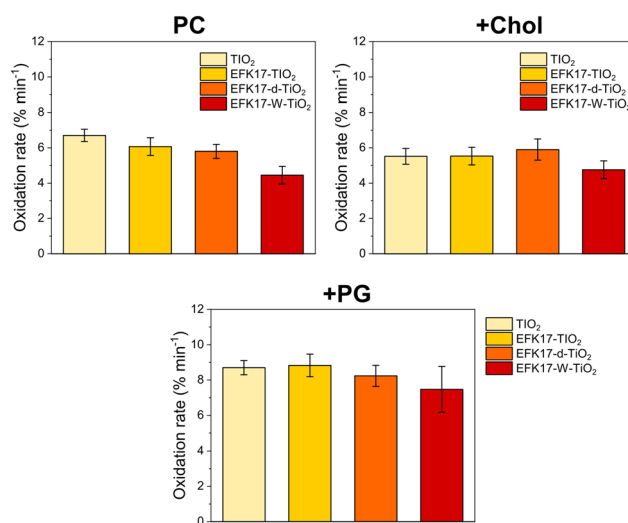 PC
12
10
8
6
4
2
0
Oxidation rate (% min⁻¹)
TIO₂
EFK17-TIO₂
EFK17-d-TiO₂
EFK17-W-TiO₂
+Chol
12
10
8
6
4
2
0
Oxidation rate (% min⁻¹)
TIO₂
EFK17-TIO₂
EFK17-d-TiO₂
EFK17-W-TiO₂
+PG
12
10
8
6
4
2
0
Oxidation rate (% min⁻¹)
TIO₂
EFK17-TIO₂
EFK17-d-TiO₂
EFK17-W-TiO₂